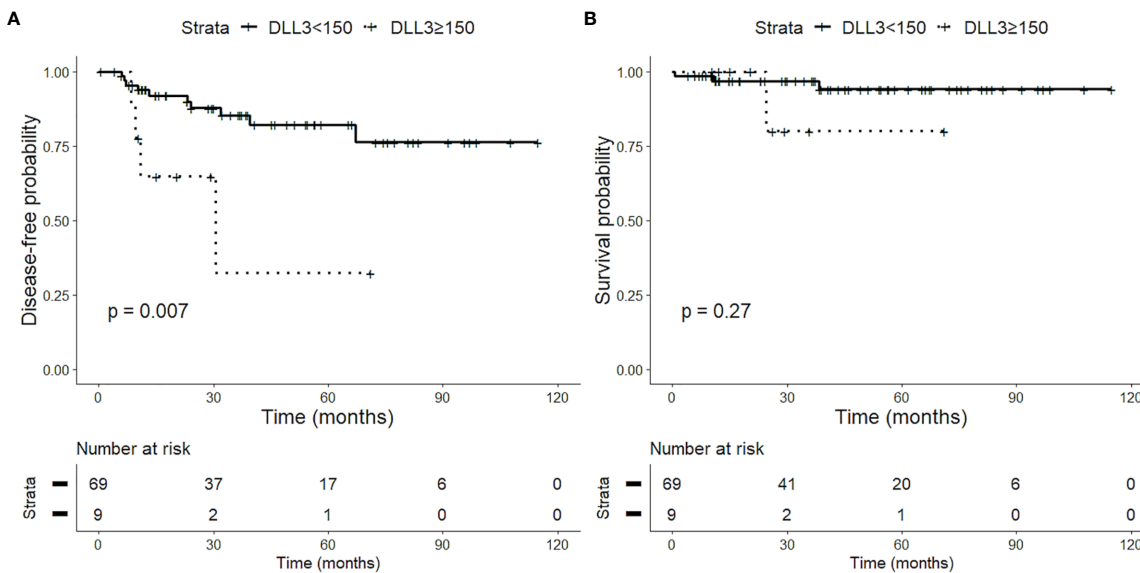 A
Strata DLL3<150 DLL3≥150
1.00
0.75
0.50
0.25
0.00
Disease-free probability
p = 0.007
0 30 60 90 120
Time (months)
Number at risk
Strata
69 37 17 6 0
9 2 1 0 0
0 30 60 90 120
Time (months)
B
Strata DLL3<150 DLL3≥150
1.00
0.75
0.50
0.25
0.00
Survival probability
p = 0.27
0 30 60 90 120
Time (months)
Number at risk
Strata
69 41 20 6 0
9 2 1 0 0
0 30 60 90 120
Time (months)